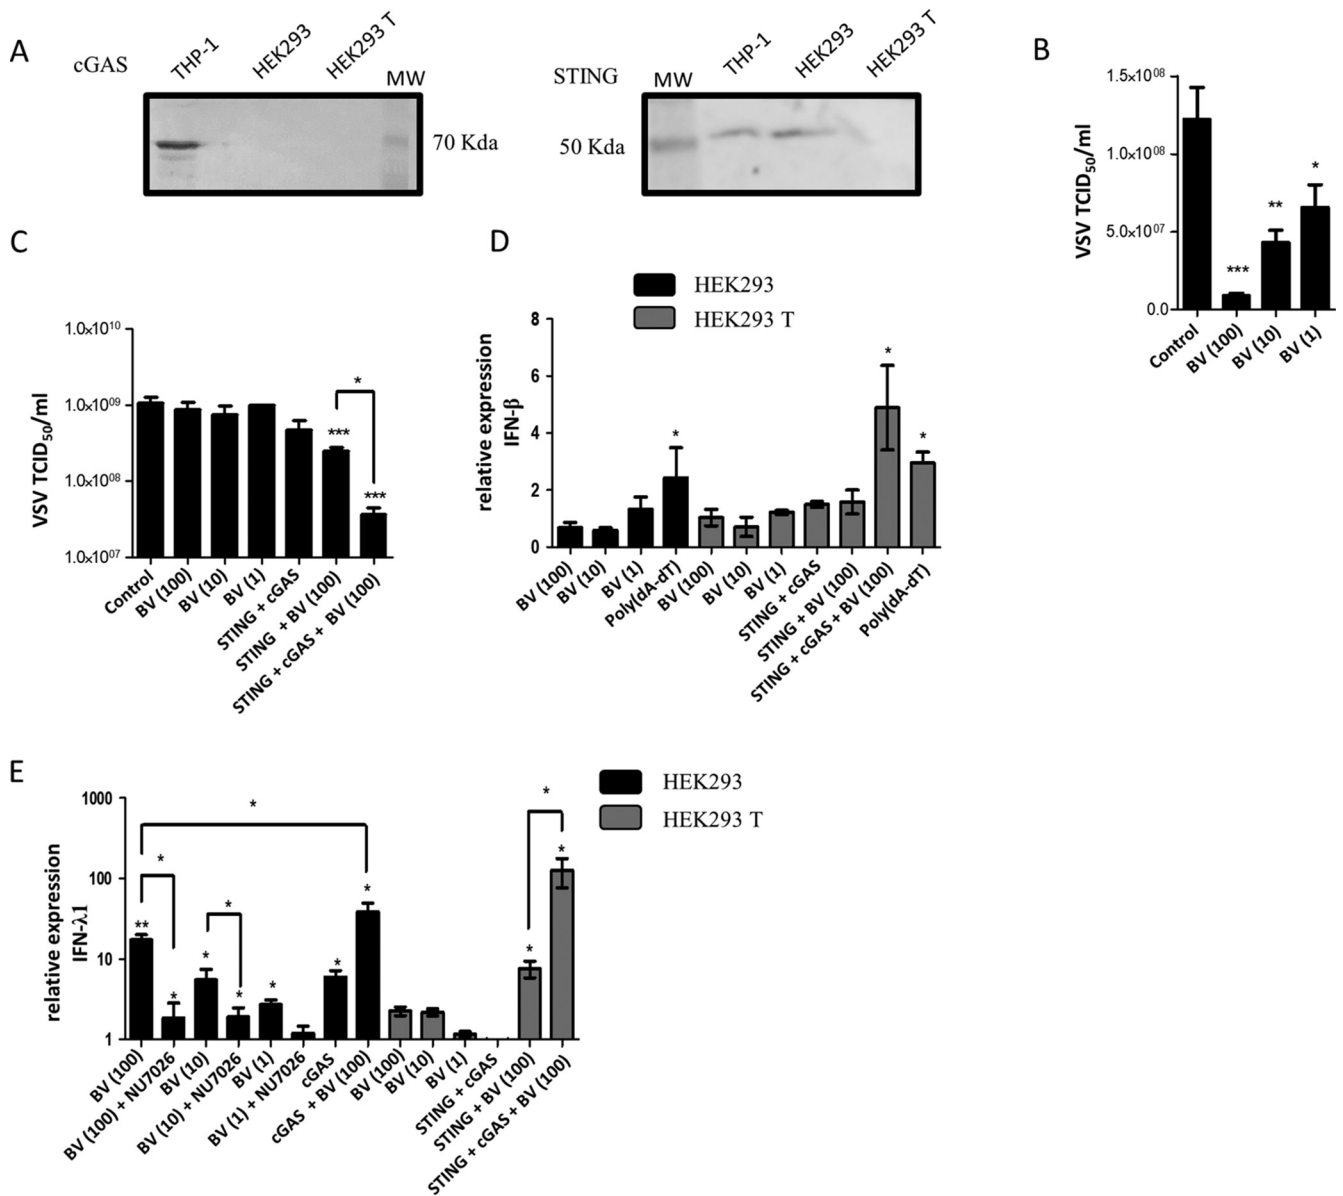 A
cGAS
THP-1
HEK293
HEK293 T
MW
70 Kda
STING
MW
THP-1
HEK293
HEK293 T
50 Kda
B
VSV TCID50/ml
1.5x10^08
1.0x10^08
5.0x10^07
0.0
***
**
*
Control
BV (100)
BV (10)
BV (1)
C
VSV TCID50/ml
1.0x10^10
1.0x10^09
1.0x10^08
1.0x10^07
*
***
***
Control
BV (100)
BV (10)
BV (1)
STING + cGAS
STING + BV (100)
STING + cGAS + BV (100)
D
HEK293
HEK293 T
relative expression
IFN-β
8
6
4
2
0
*
*
*
BV (100)
BV (10)
BV (1)
Poly(dA-dT)
BV (100)
BV (10)
BV (1)
STING + cGAS
STING + BV (100)
STING + cGAS + BV (100)
Poly(dA-dT)
E
HEK293
HEK293 T
relative expression
IFN-λ1
1000
100
10
1
*
*
*
*
**
*
*
*
*
*
*
*
*
BV (100)
BV (100) + NU7026
BV (10)
BV (10) + NU7026
BV (1)
BV (1) + NU7026
cGAS
cGAS + BV (100)
BV (100)
BV (10)
BV (1)
STING + cGAS
STING + BV (100)
STING + cGAS + BV (100)